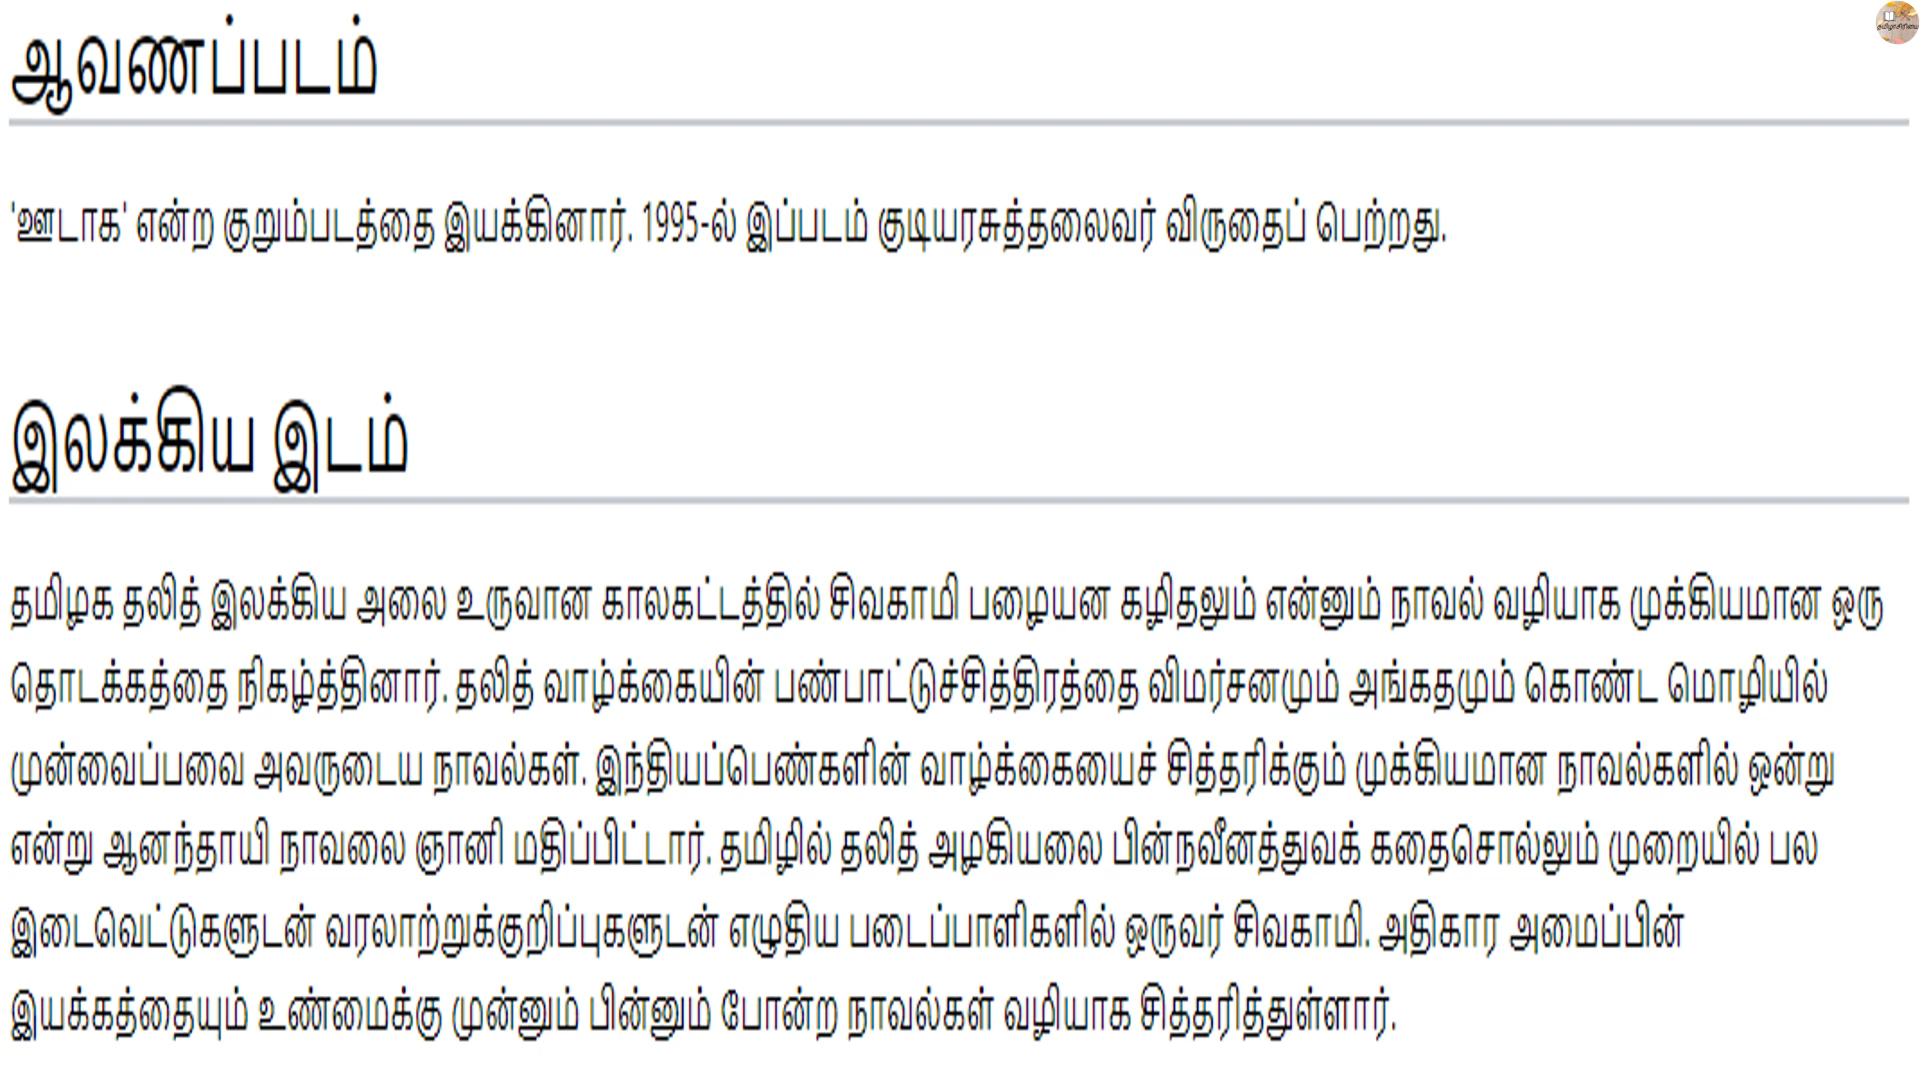 ஆவணப்படம்
'ஊடாக' என்ற குறும்படத்தை இயக்கினார். 1995-ல் இப்படம் குடியரசுத்தலைவர் விருதைப் பெற்றது.
இலக்கிய இடம்
தமிழக தலித் இலக்கிய அலை உருவான காலகட்டத்தில் சிவகாமி பழையன கழிதலும் என்னும் நாவல் வழியாக முக்கியமான ஒரு
தொடக்கத்தை நிகழ்த்தினார். தலித் வாழ்க்கையின் பண்பாட்டுச்சித்திரத்தை விமர்சனமும் அங்கதமும் கொண்ட மொழியில்
முன்வைப்பவை அவருடைய நாவல்கள். இந்தியப்பெண்களின் வாழ்க்கையைச் சித்தரிக்கும் முக்கியமான நாவல்களில் ஒன்று
என்று ஆனந்தாயி நாவலை ஞானி மதிப்பிட்டார். தமிழில் தலித் அழகியலை பின்நவீனத்துவக் கதைசொல்லும் முறையில் பல
இடைவெட்டுகளுடன் வரலாற்றுக்குறிப்புகளுடன் எழுதிய படைப்பாளிகளில் ஒருவர் சிவகாமி. அதிகார அமைப்பின்
இயக்கத்தையும் உண்மைக்கு முன்னும் பின்னும் போன்ற நாவல்கள் வழியாக சித்தரித்துள்ளார்.